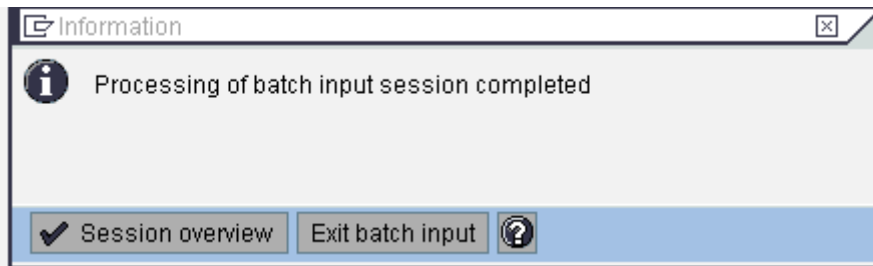 Information
Processing of batch input session completed
Session overview Exit batch input